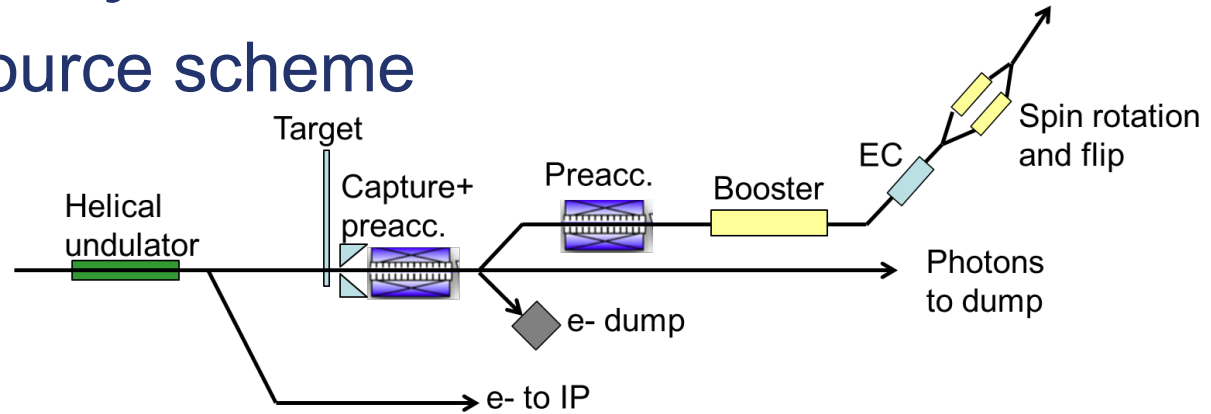 ource scheme
Target
Helical
undulator
Capture+
preacc.
Preacc.
Booster
EC
Spin rotation
and flip
Photons
to dump
e- dump
e- to IP